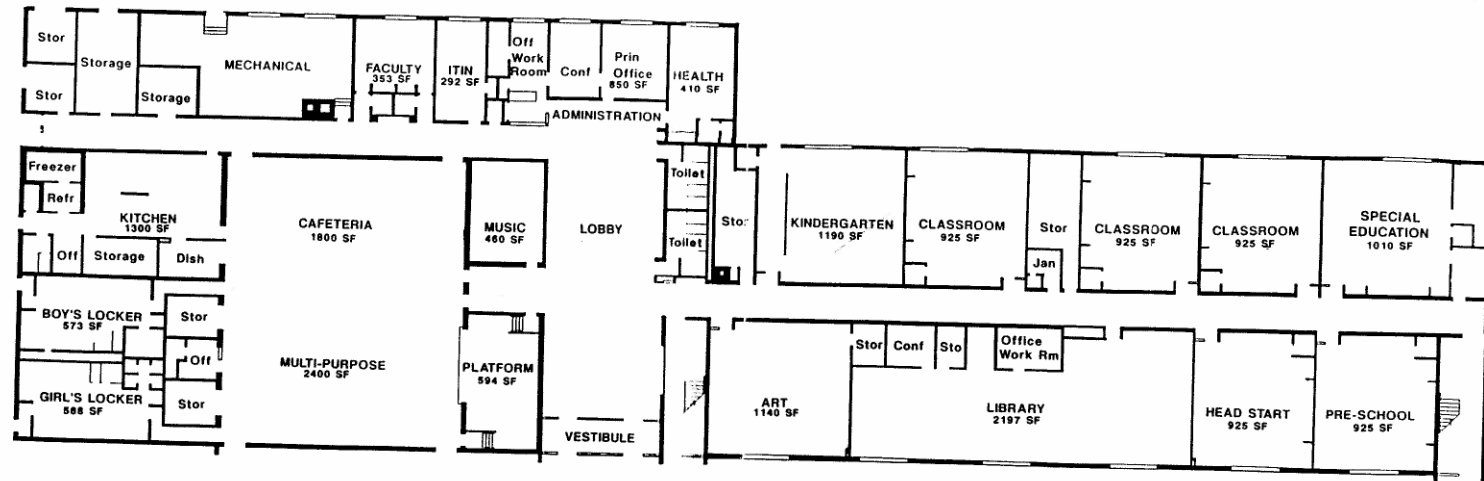 Stor
Storage
MECHANICAL
Storage
Stor
FACULTY
353 SF
ITIN
292 SF
Off
Work
Room
Conf
Prin
Office
850 SF
HEALTH
410 SF
ADMINISTRATION
Freezer
Refr
KITCHEN
1300 SF
Off
Storage
Dish
CAFETERIA
1800 SF
MUSIC
460 SF
LOBBY
Toilet
Toilet
Stor
KINDERGARTEN
1190 SF
CLASSROOM
925 SF
Stor
Jan
CLASSROOM
925 SF
CLASSROOM
925 SF
SPECIAL
EDUCATION
1010 SF
BOY'S LOCKER
573 SF
Stor
Off
Stor
GIRL'S LOCKER
568 SF
MULTI-PURPOSE
2400 SF
PLATFORM
594 SF
VESTIBULE
ART
1140 SF
Stor
Conf
Sto
Office
Work Rm
LIBRARY
2197 SF
HEAD START
925 SF
PRE-SCHOOL
925 SF